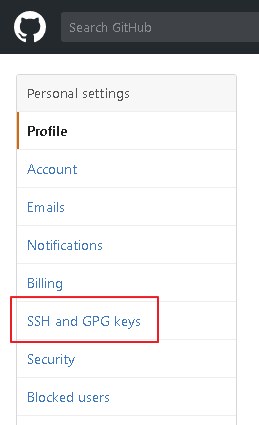 Search GitHub
Personal settings
Profile
Account
Emails
Notifications
Billing
SSH and GPG keys
Security
Blocked users